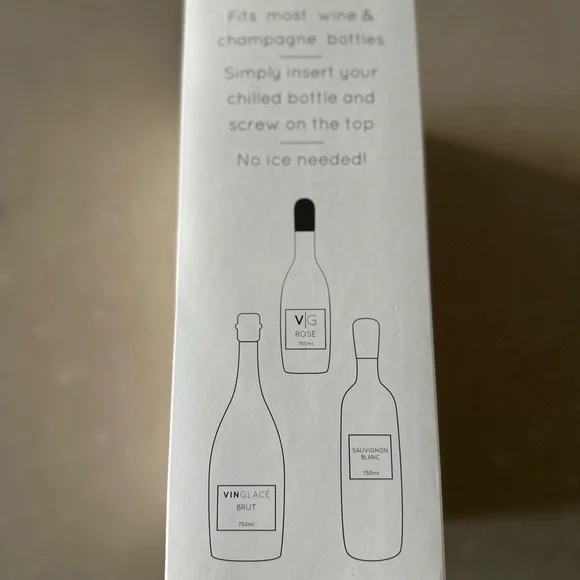 Fits most wine &
champagne bottles
Simply insert your
chilled bottle and
screw on the top
No ice needed!
V|G
ROSE
750ml
SAUVIGNON
BLANC
750ml
VINGLACÉ
BRUT
750ml